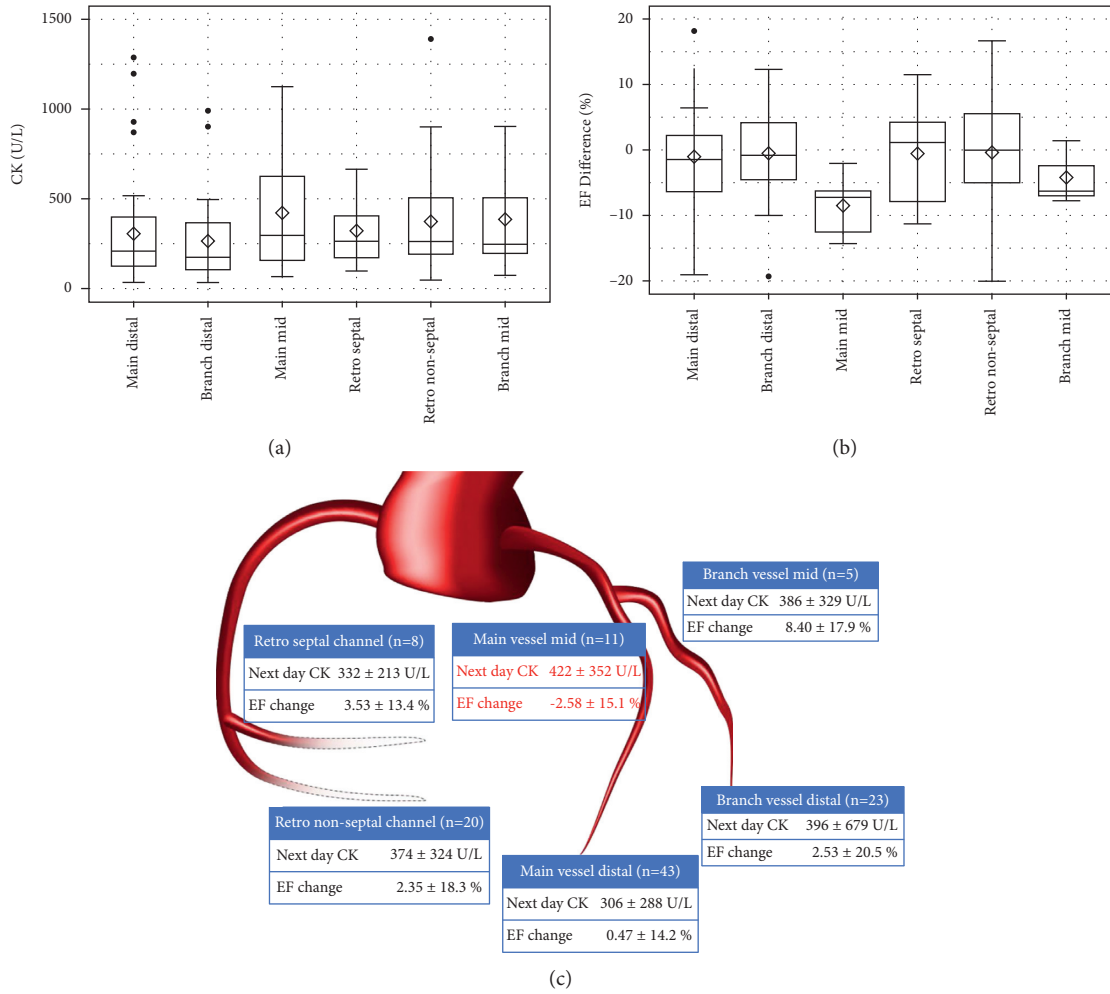 1500
1000
500
0
CK (U/L)
Main distal
Branch distal
Main mid
Retro septal
Retro non-septal
Branch mid
(a)
20
10
0
−10
−20
EF Difference (%)
Main distal
Branch distal
Main mid
Retro septal
Retro non-septal
Branch mid
(b)
Branch vessel mid (n=5)
Next day CK 386 ± 329 U/L
EF change 8.40 ± 17.9 %
Retro septal channel (n=8)
Next day CK 332 ± 213 U/L
EF change 3.53 ± 13.4 %
Main vessel mid (n=11)
Next day CK 422 ± 352 U/L
EF change -2.58 ± 15.1 %
Branch vessel distal (n=23)
Next day CK 396 ± 679 U/L
EF change 2.53 ± 20.5 %
Retro non-septal channel (n=20)
Next day CK 374 ± 324 U/L
EF change 2.35 ± 18.3 %
Main vessel distal (n=43)
Next day CK 306 ± 288 U/L
EF change 0.47 ± 14.2 %
(c)